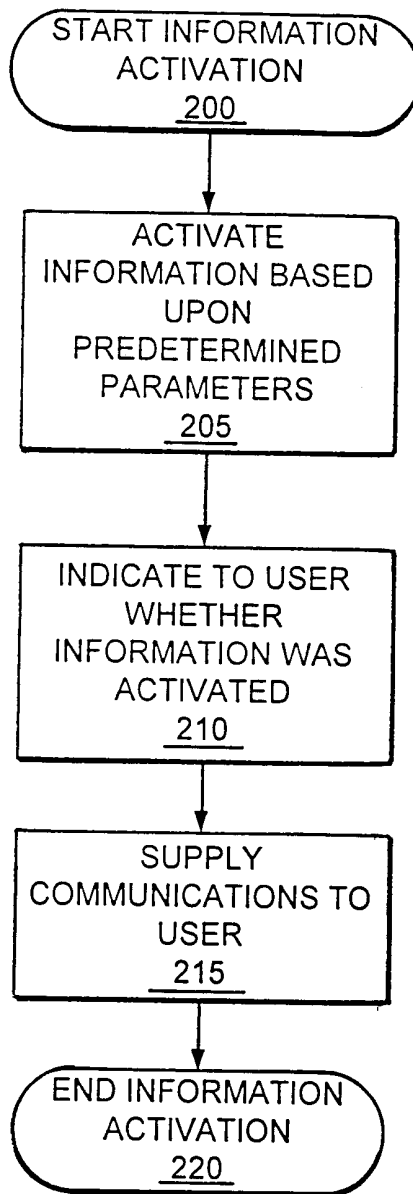 START INFORMATION
ACTIVATION
200
ACTIVATE
INFORMATION BASED
UPON
PREDETERMINED
PARAMETERS
205
INDICATE TO USER
WHETHER
INFORMATION WAS
ACTIVATED
210
SUPPLY
COMMUNICATIONS TO
USER
215
END INFORMATION
ACTIVATION
220